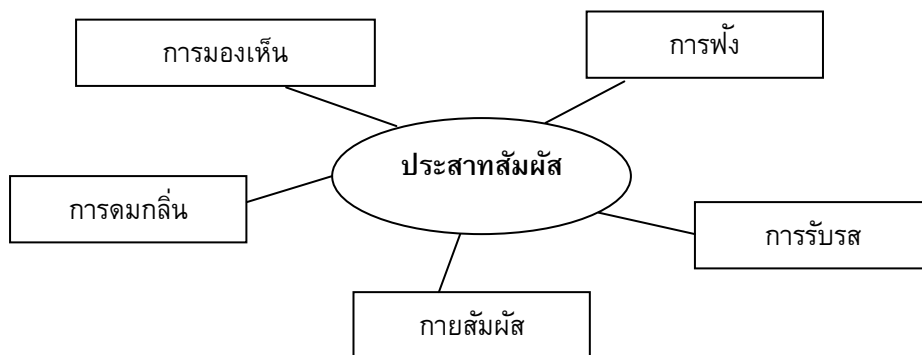 การมองเห็น
การฟัง
ประสาทสัมผัส
การดมกลิ่น
การรับรส
กายสัมผัส